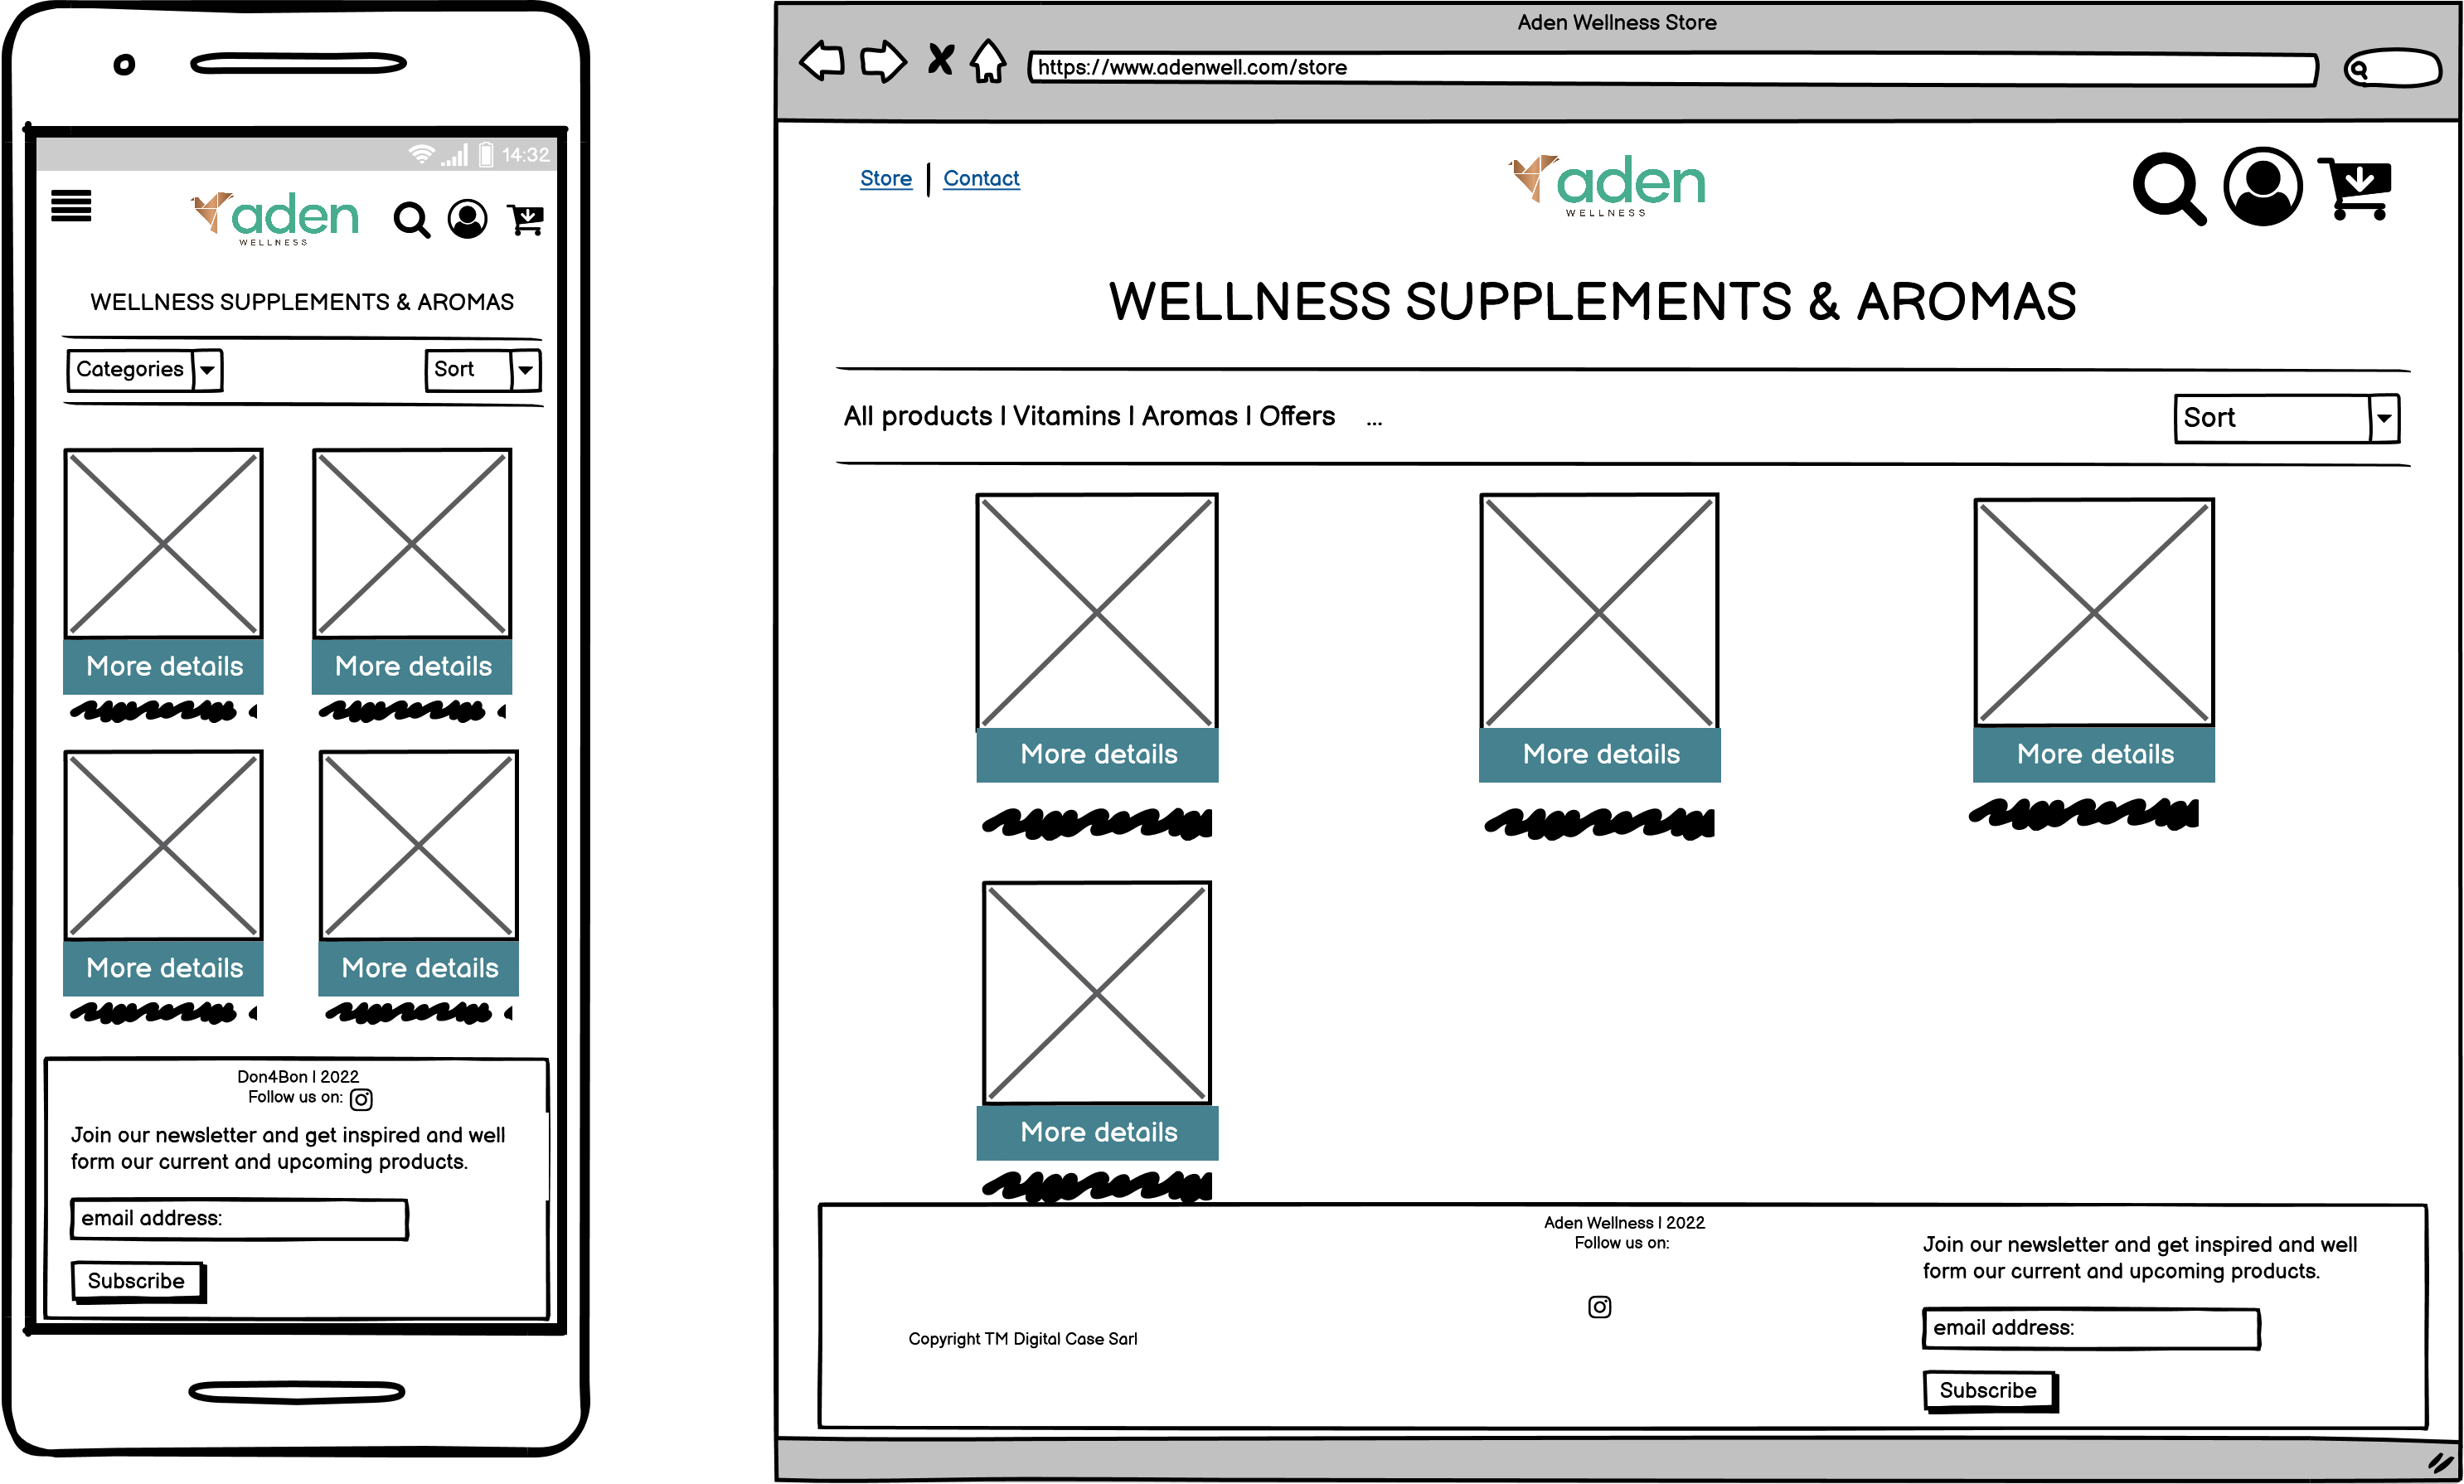 14:32
aden
WELLNESS
WELLNESS SUPPLEMENTS & AROMAS
Categories
Sort
More details
More details
More details
More details
Don4Bon | 2022
Follow us on:
Join our newsletter and get inspired and well
form our current and upcoming products.
email address:
Subscribe
Aden Wellness Store
https://www.adenwell.com/store
Store | Contact
aden
WELLNESS
WELLNESS SUPPLEMENTS & AROMAS
All products | Vitamins | Aromas | Offers ...
Sort
More details
More details
More details
More details
Aden Wellness | 2022
Follow us on:
Copyright TM Digital Case Sarl
Join our newsletter and get inspired and well
form our current and upcoming products.
email address:
Subscribe